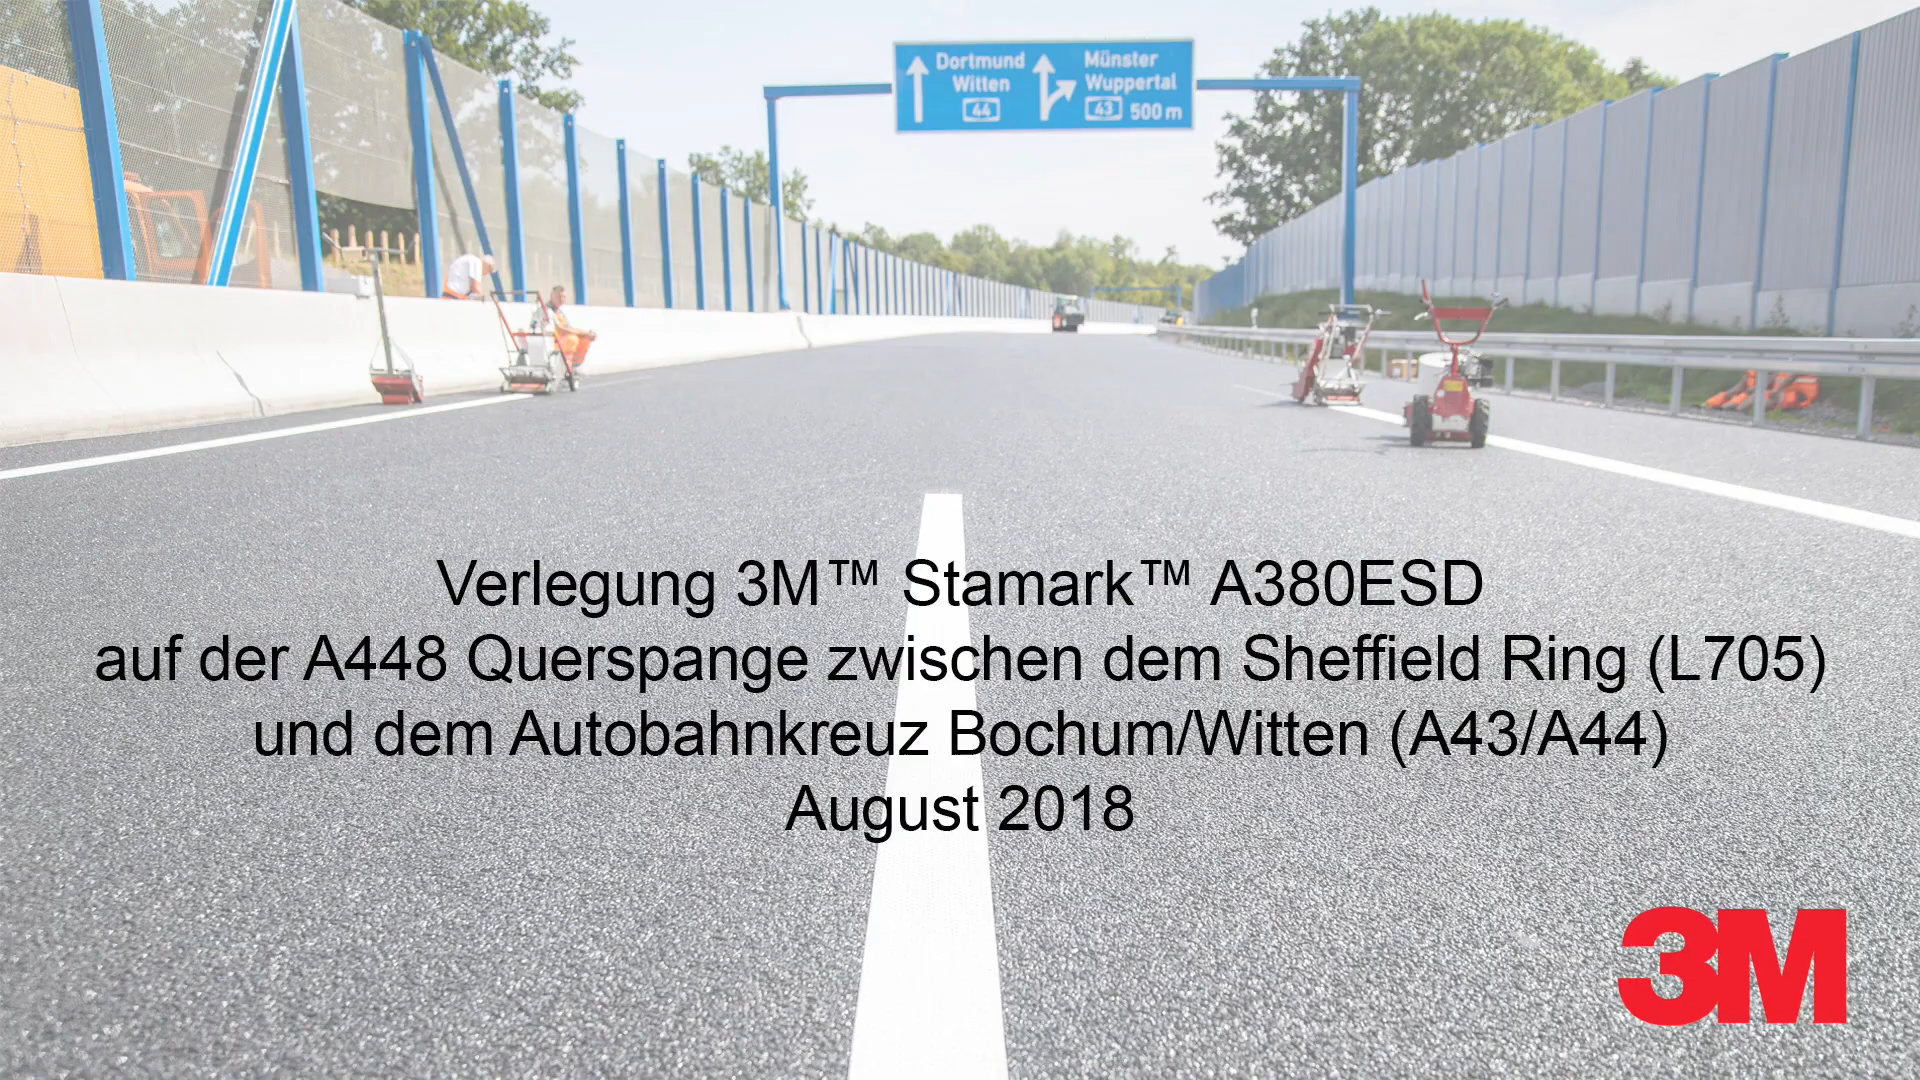 Dortmund
Witten
44
Münster
Wuppertal
43 500 m
Verlegung 3M™ Stamark™ A380ESD
auf der A448 Querspange zwischen dem Sheffield Ring (L705)
und dem Autobahnkreuz Bochum/Witten (A43/A44)
August 2018
3M